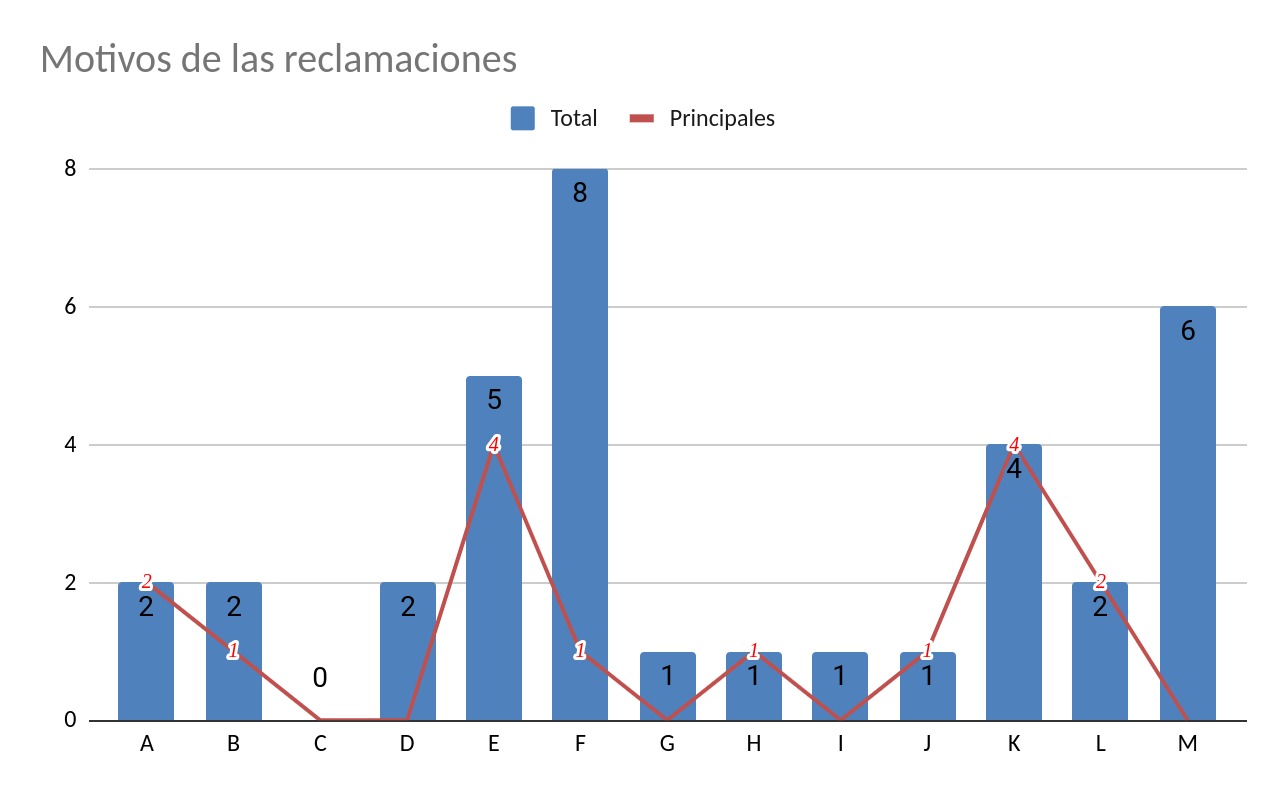 Motivos de las reclamaciones
Total Principales
8
6
4
2
0
2 2 0 2 5 8 1 1 1 1 4 2 6
2 1 4 1 1 1 4 2
A B C D E F G H I J K L M